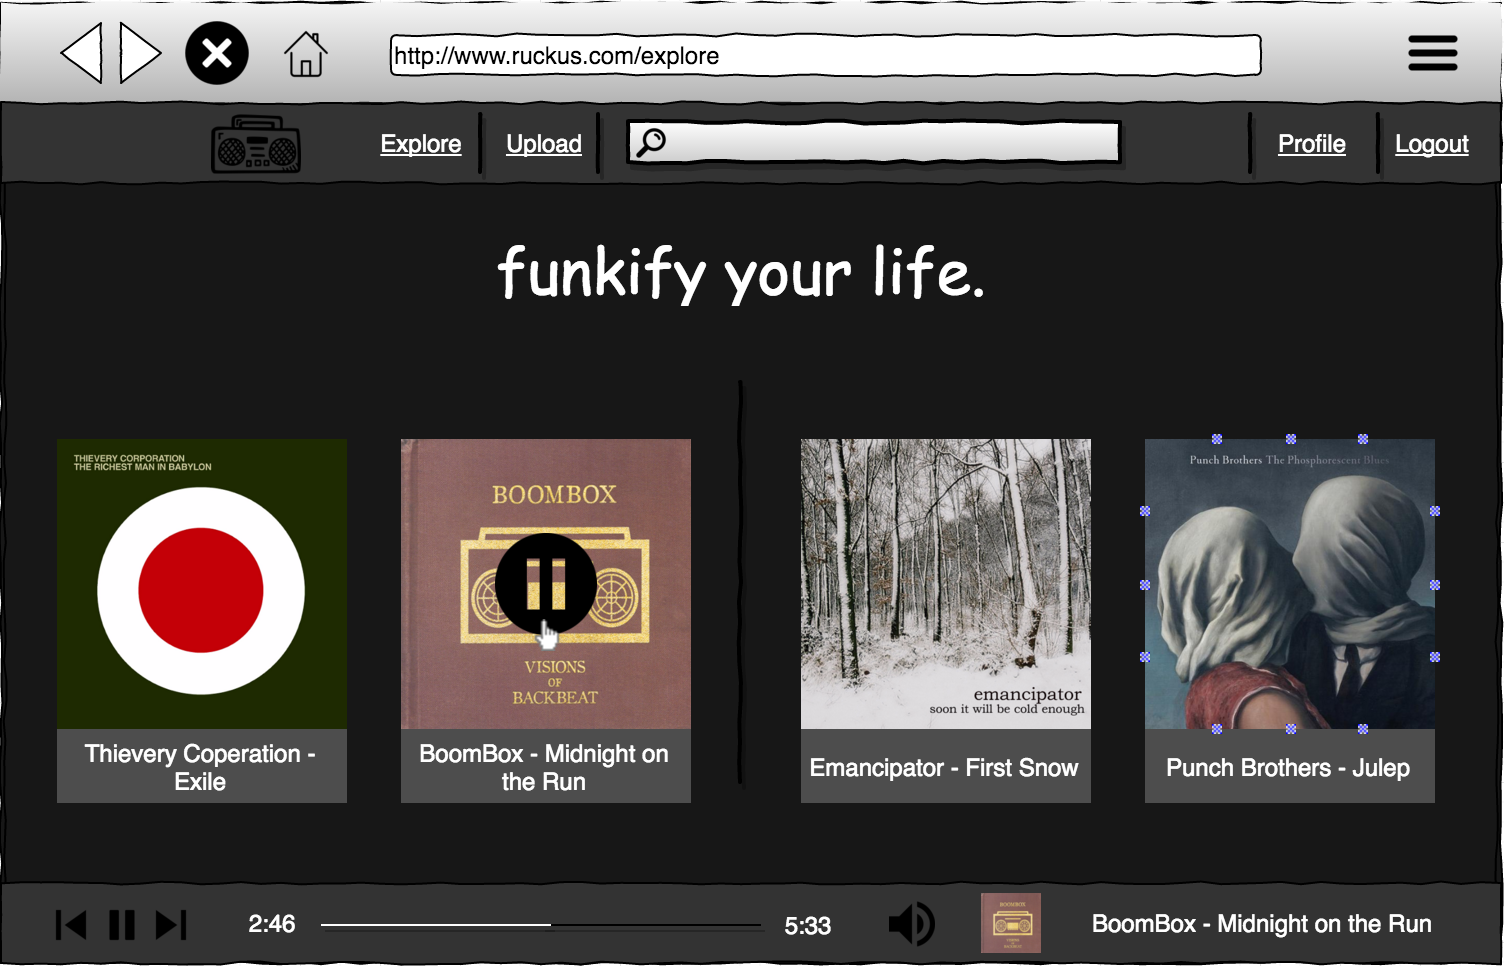 http://www.ruckus.com/explore
Explore
Upload
Profile
Logout
funkify your life.
THIEVERY CORPORATION
THE RICHEST MAN IN BABYLON
Thievery Coperation -
Exile
BOOMBOX
VISIONS
OF
BACKBEAT
BoomBox - Midnight on
the Run
emancipator
soon it will be cold enough
Emancipator - First Snow
Punch Brothers The Phosphorescent Blues
Punch Brothers - Julep
2:46
5:33
BOOMBOX
BoomBox - Midnight on the Run